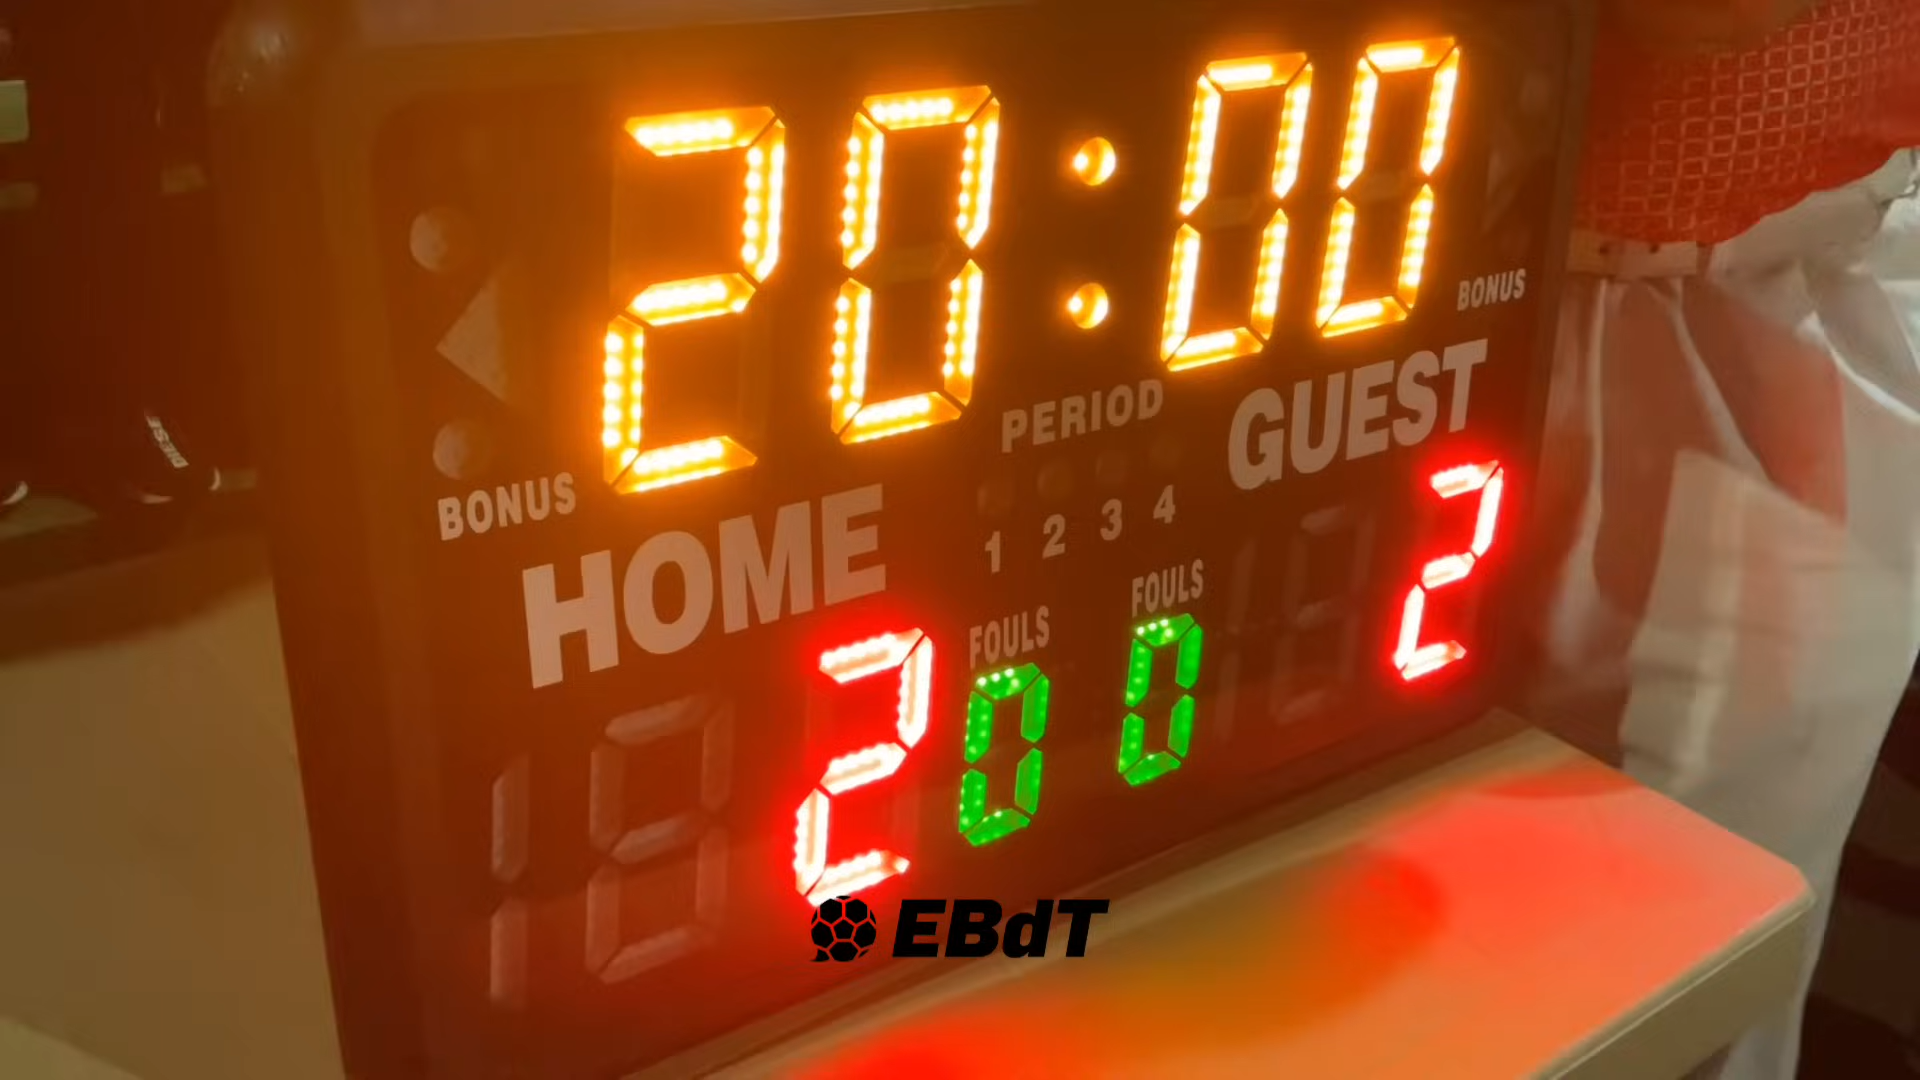 20:00
BONUS
PERIOD
GUEST
BONUS
HOME
1 2 3 4
2
FOULS
FOULS
2
0
0
EBdT